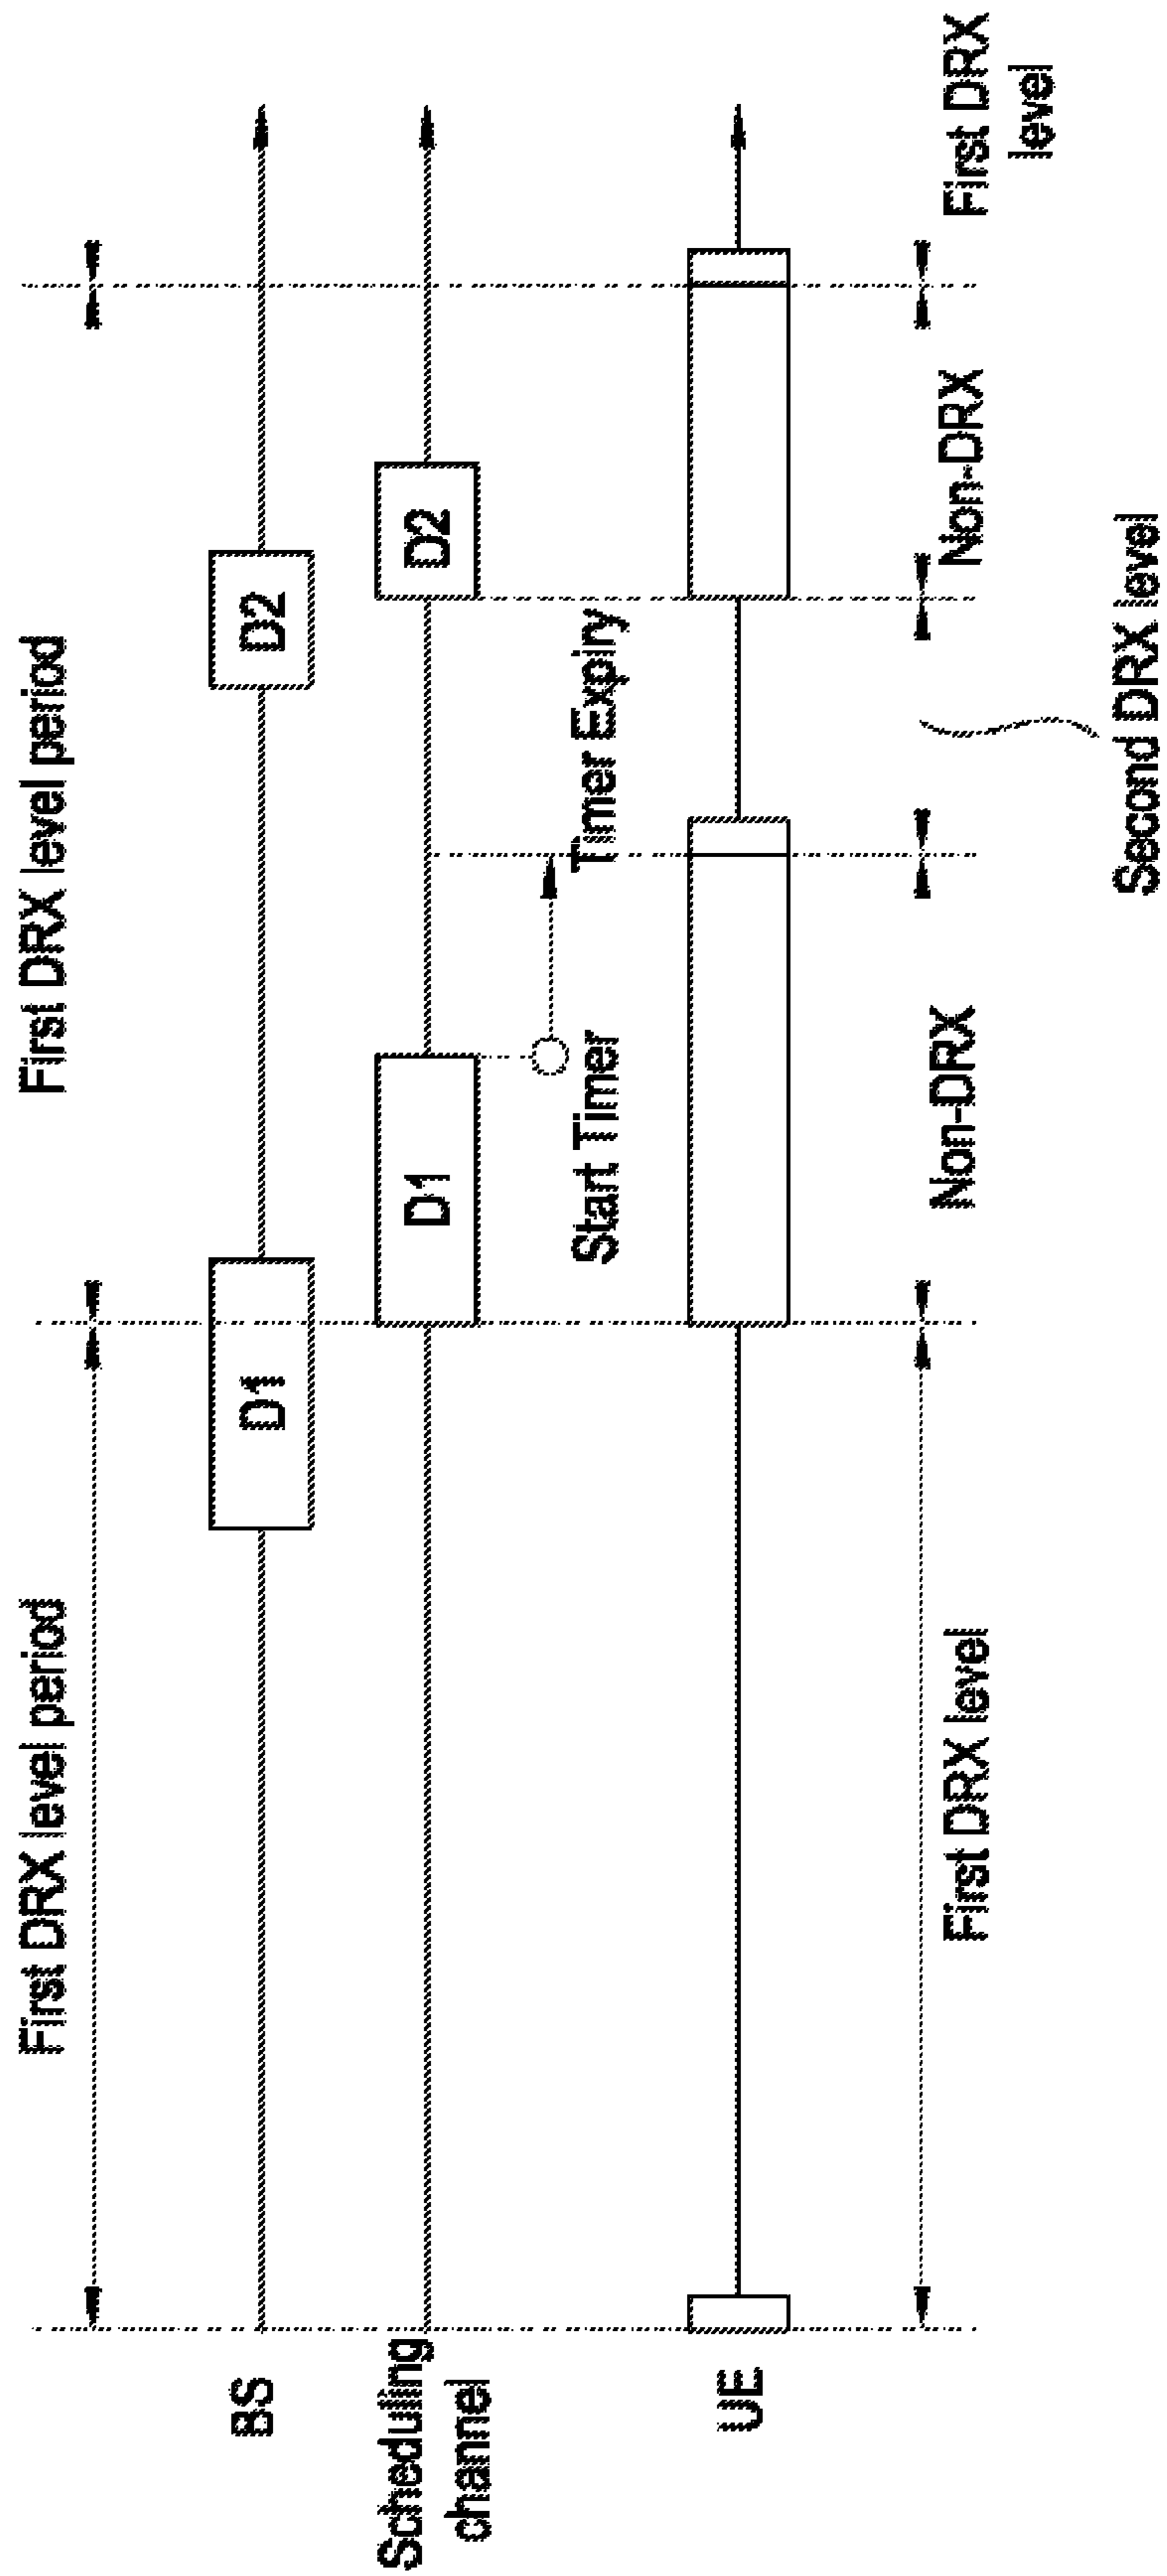 First DRX level period
First DRX level period
BS
D1
D2
Scheduling
channel
D1
D2
Start Timer
Timer Expiry
UE
First DRX level
Non-DRX
Non-DRX
First DRX
level
Second DRX level